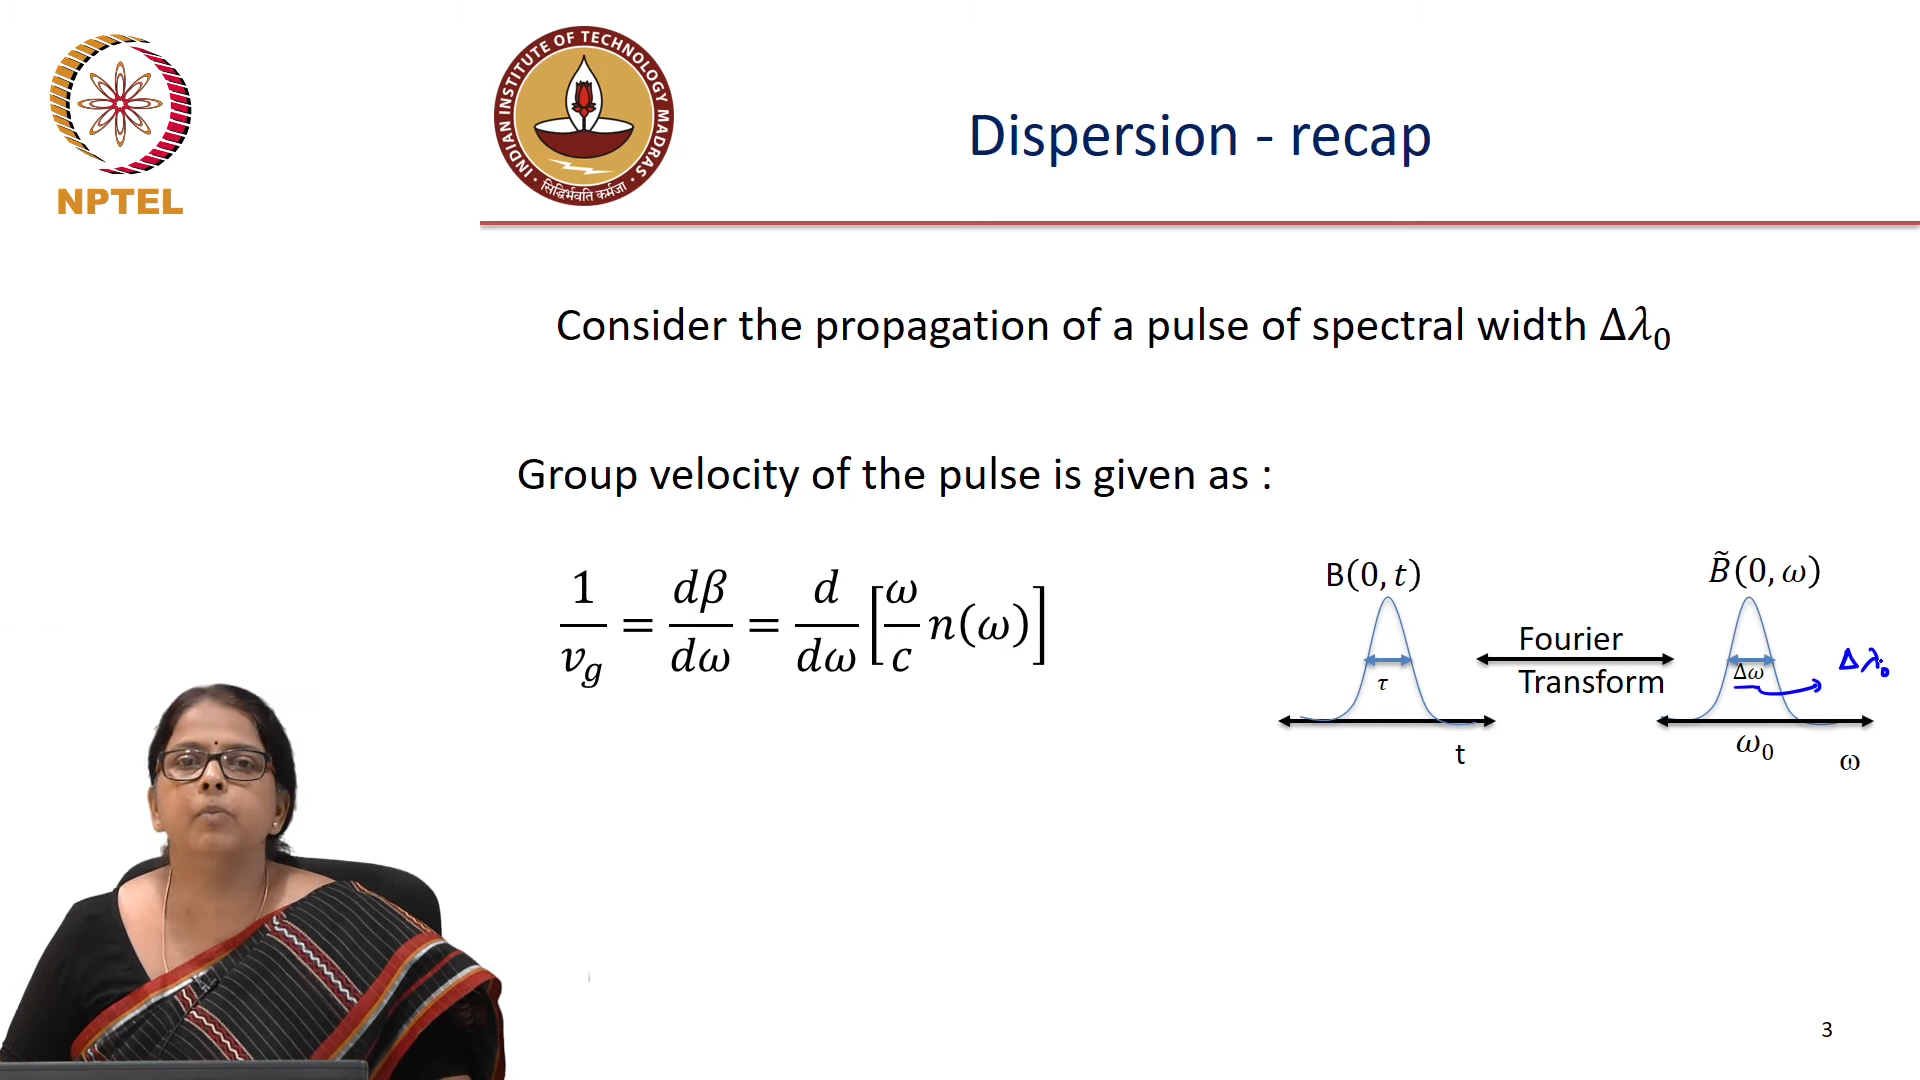 NPTEL
INDIAN INSTITUTE OF TECHNOLOGY MADRAS
सिद्धिर्भवति कर्मजा
Dispersion - recap
Consider the propagation of a pulse of spectral width Δλ₀
Group velocity of the pulse is given as :
1/v_g = dβ/dω = d/dω [ω/c n(ω)]
B(0, t)
τ
t
Fourier
Transform
B̃(0, ω)
Δω
Δλ₀
ω₀
ω
3